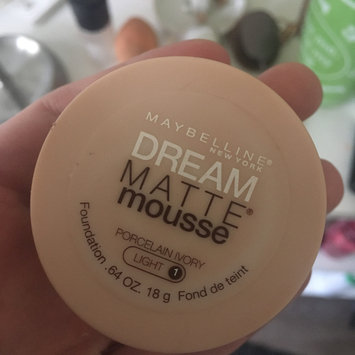 MAYBELLINE®
NEW YORK
DREAM
MATTE®
mousse
PORCELAIN IVORY
LIGHT 1
Foundation .64 OZ. 18 g Fond de teint